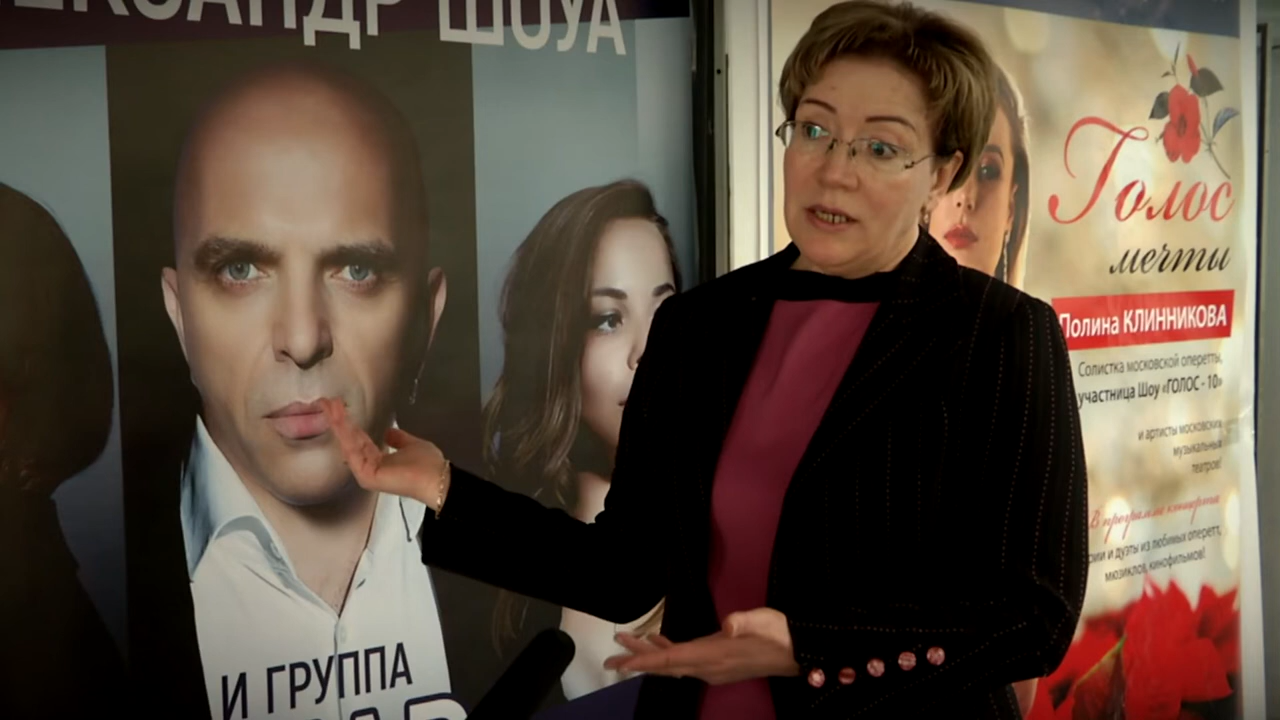 ЕКСАНДР ШОУА
И ГРУППА
Голос
мечты
Полина КЛИННИКОВА
Солистка московской оперетты,
участница Шоу «ГОЛОС - 10»
и артисты московских
музыкальных
театров!
В программе концерта
рии и дуэты из любимых оперетт,
мюзиклов, кинофильмов!